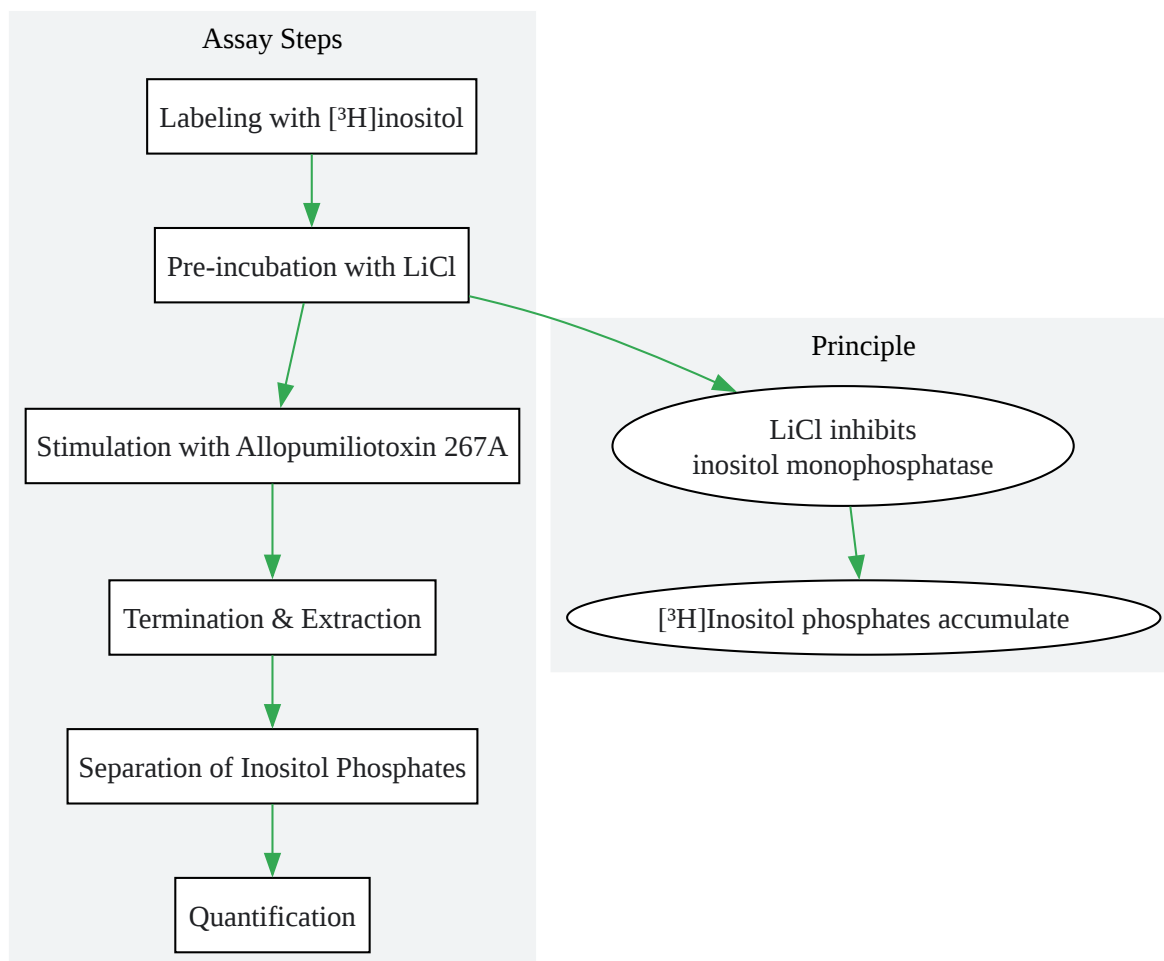 Assay Steps
Labeling with [³H]inositol
Pre-incubation with LiCl
Stimulation with Allopumiliotoxin 267A
Termination & Extraction
Separation of Inositol Phosphates
Quantification
Principle
LiCl inhibits
inositol monophosphatase
[³H]Inositol phosphates accumulate